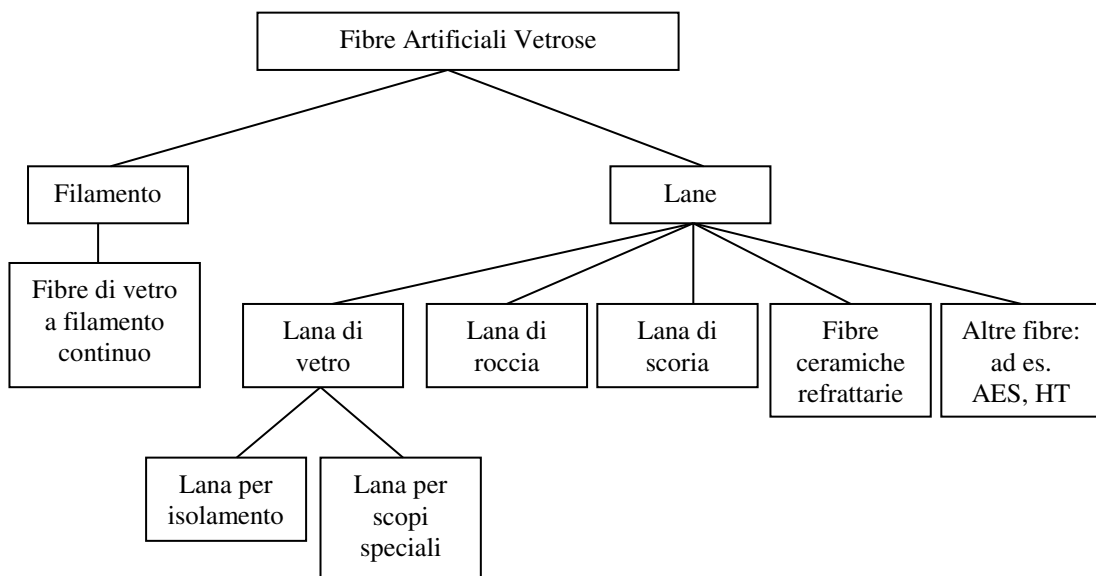 Fibre Artificiali Vetrose
Filamento
Lane
Fibre di vetro
a filamento
continuo
Lana di
vetro
Lana di
roccia
Lana di
scoria
Fibre
ceramiche
refrattarie
Altre fibre:
ad es.
AES, HT
Lana per
isolamento
Lana per
scopi
speciali